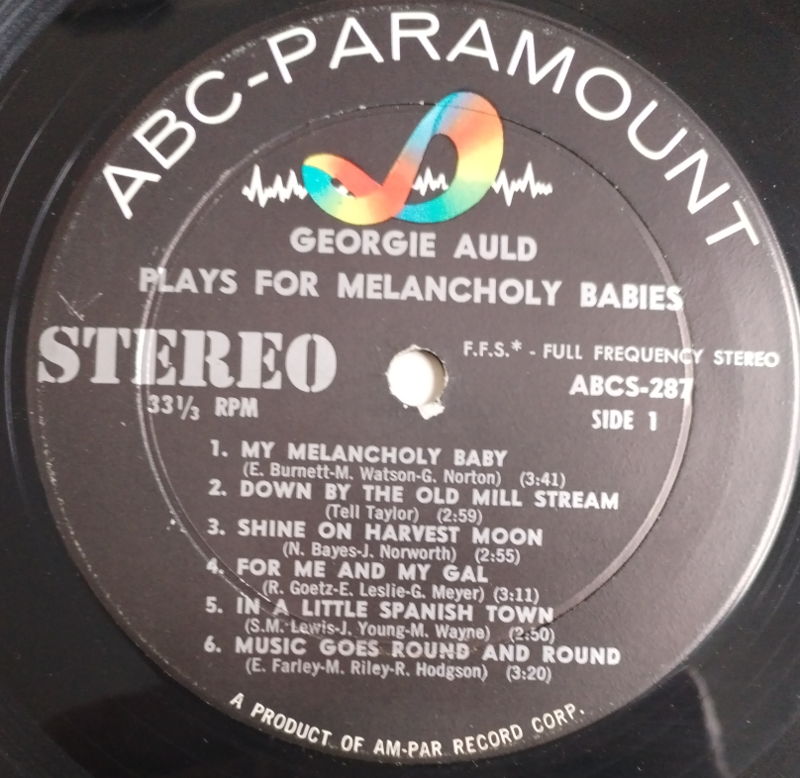 ABC-PARAMOUNT
GEORGIE AULD
PLAYS FOR MELANCHOLY BABIES
STEREO
33 1/3 RPM
F.F.S.* - FULL FREQUENCY STEREO
ABCS-287
SIDE 1
1. MY MELANCHOLY BABY
(E. Burnett-M. Watson-G. Norton) (3:41)
2. DOWN BY THE OLD MILL STREAM
(Tell Taylor) (2:59)
3. SHINE ON HARVEST MOON
(N. Bayes-J. Norworth) (2:55)
4. FOR ME AND MY GAL
(R. Goetz-E. Leslie-G. Meyer) (3:11)
5. IN A LITTLE SPANISH TOWN
(S.M. Lewis-J. Young-M. Wayne) (2:50)
6. MUSIC GOES ROUND AND ROUND
(E. Farley-M. Riley-R. Hodgson) (3:20)
A PRODUCT OF AM-PAR RECORD CORP.